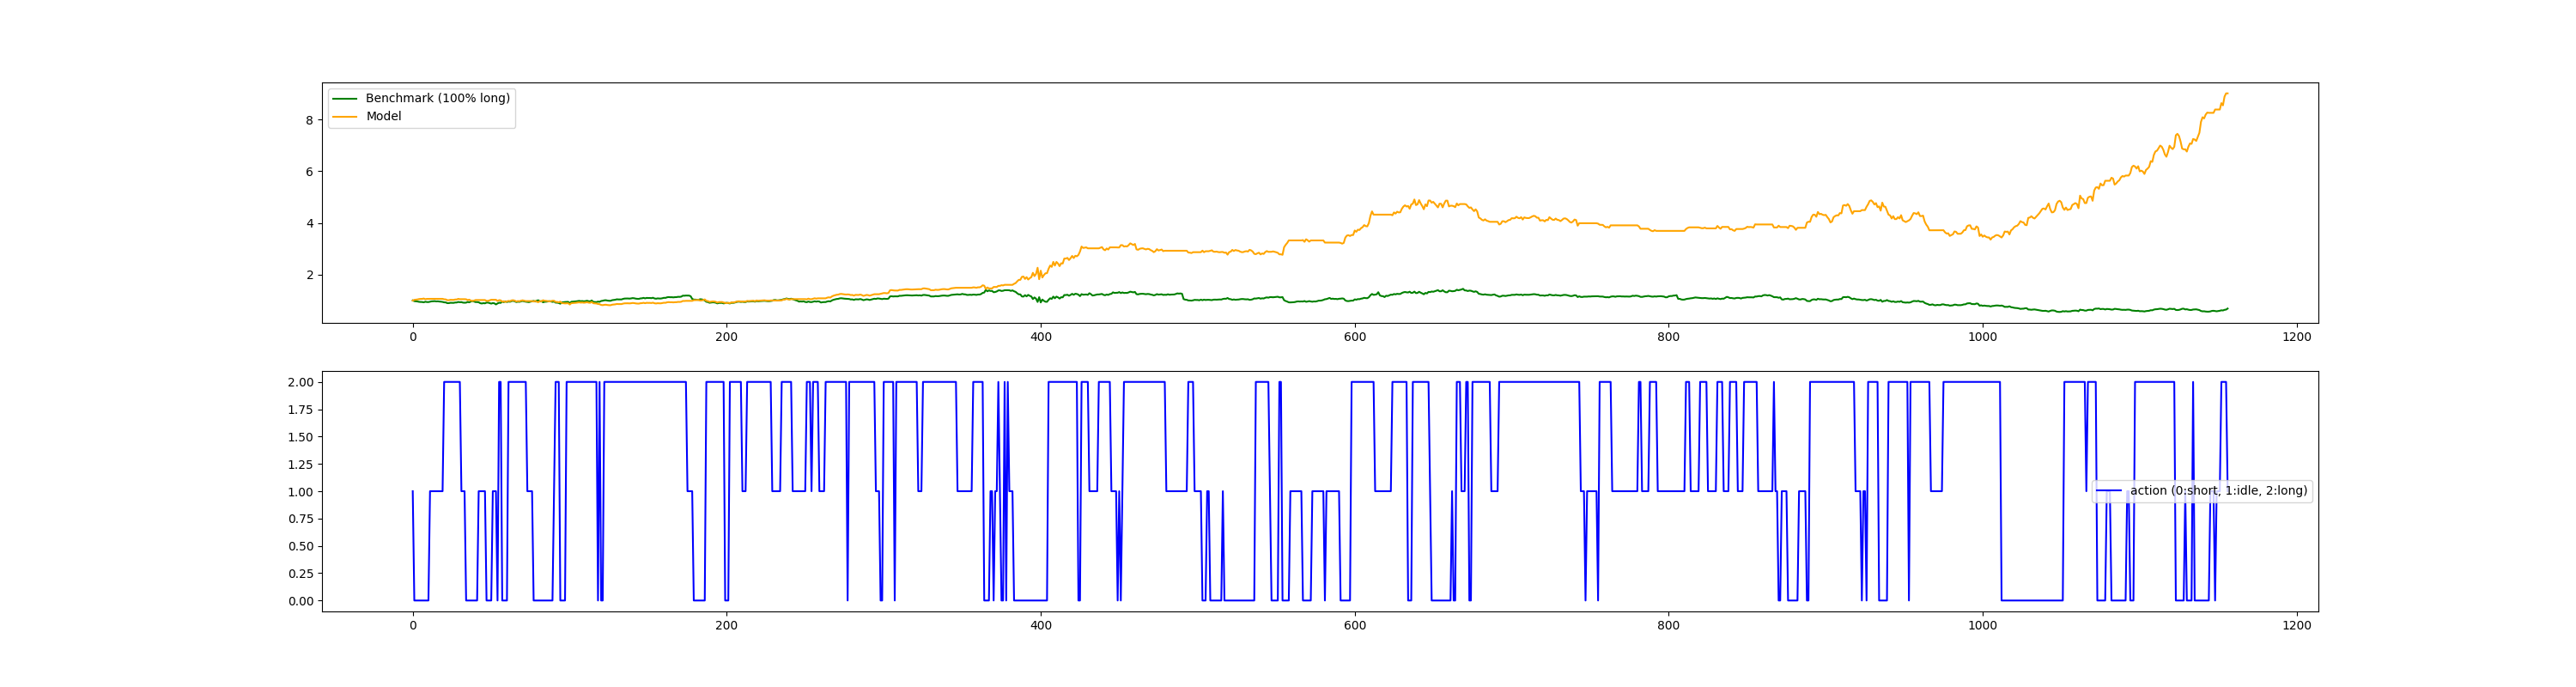 Benchmark (100% long)
Model
8
6
4
2
0 200 400 600 800 1000 1200
2.00
1.75
1.50
1.25
1.00
0.75
0.50
0.25
0.00
action (0:short, 1:idle, 2:long)
0 200 400 600 800 1000 1200